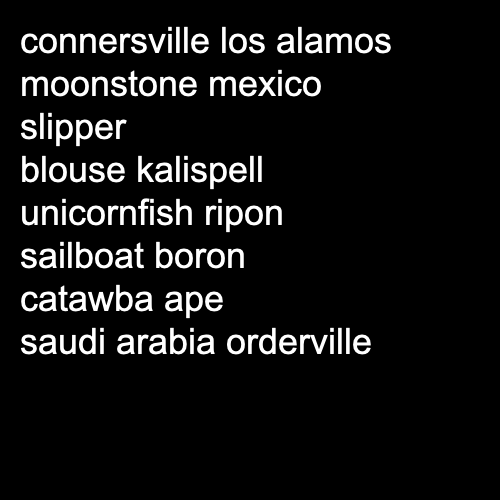 connersville los alamos
moonstone mexico
slipper
blouse kalispell
unicornfish ripon
sailboat boron
catawba ape
saudi arabia orderville